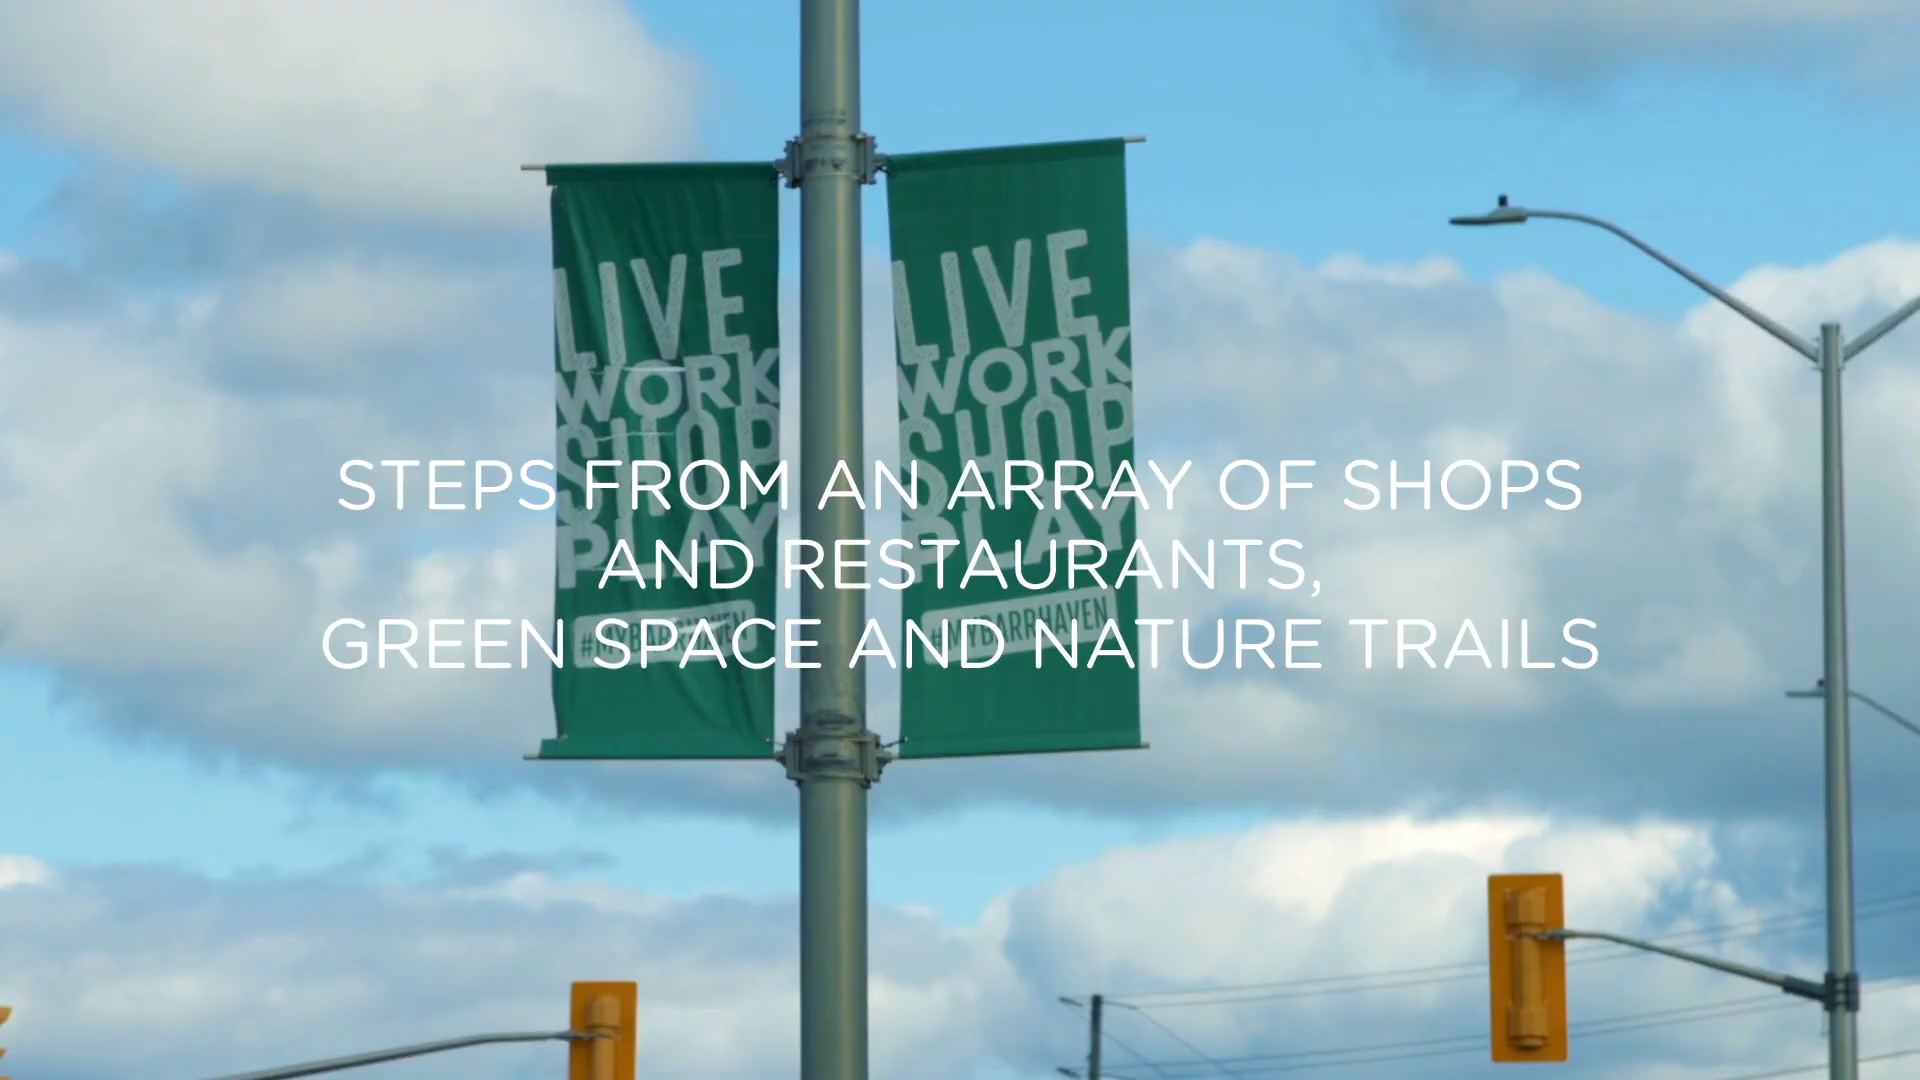 LIVE
WORK
SHOP
PLAY
#MYBARRHAVEN
LIVE
WORK
SHOP
PLAY
#MYBARRHAVEN
STEPS FROM AN ARRAY OF SHOPS
AND RESTAURANTS,
GREEN SPACE AND NATURE TRAILS